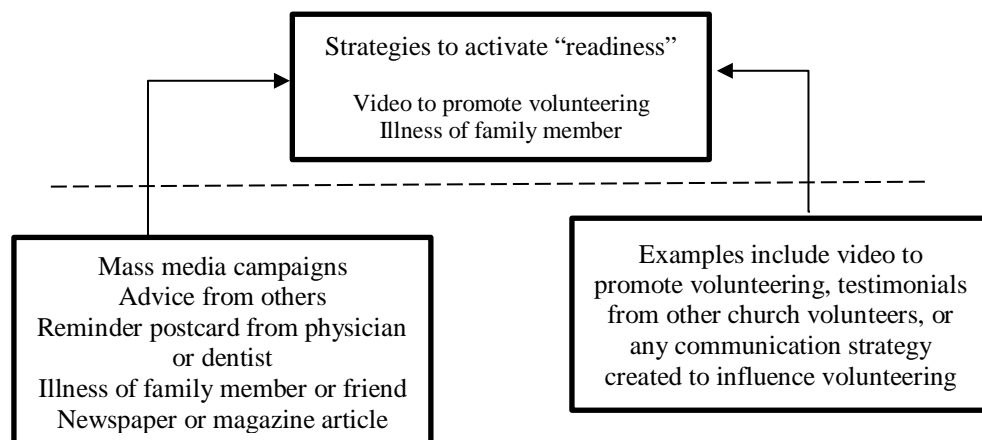 Strategies to activate “readiness”
Video to promote volunteering
Illness of family member
Mass media campaigns
Advice from others
Reminder postcard from physician
or dentist
Illness of family member or friend
Newspaper or magazine article
Examples include video to
promote volunteering, testimonials
from other church volunteers, or
any communication strategy
created to influence volunteering